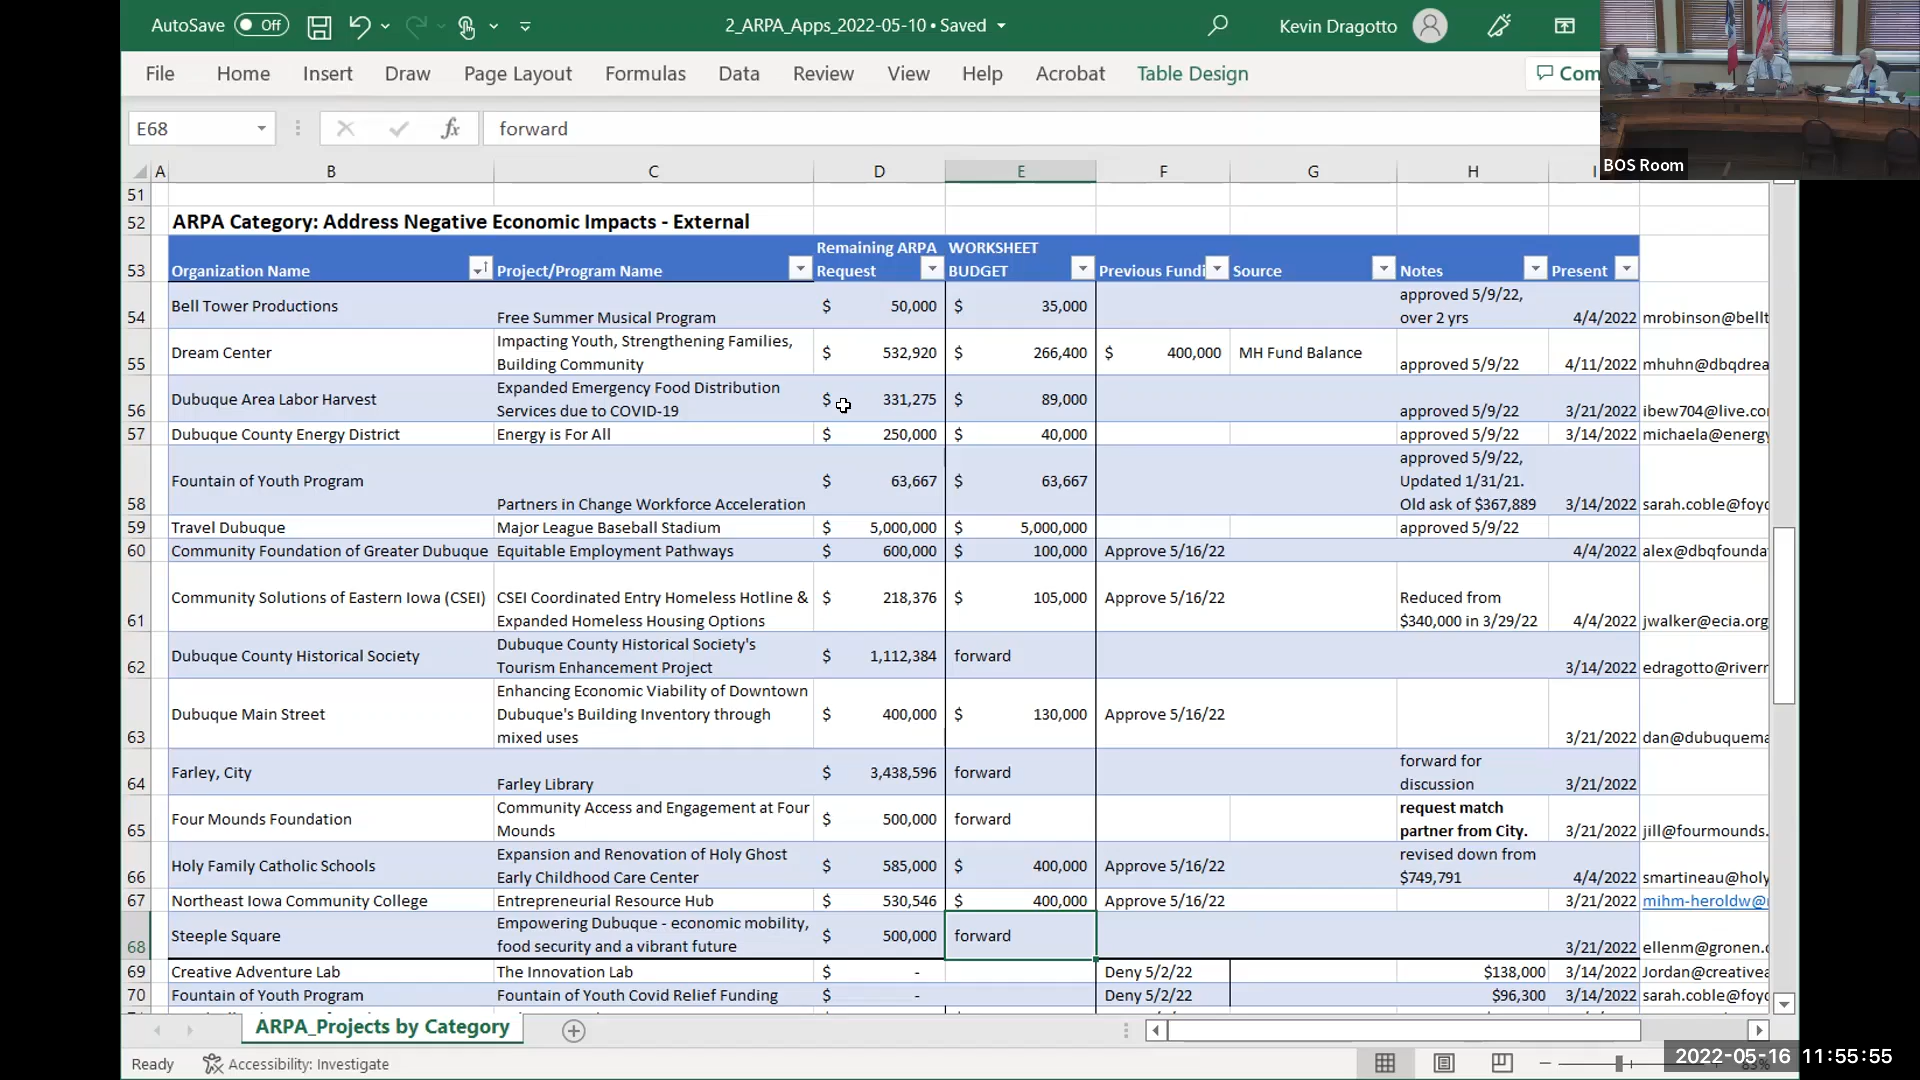 AutoSave Off 2_ARPA_Apps_2022-05-10 • Saved Kevin Dragotto
File Home Insert Draw Page Layout Formulas Data Review View Help Acrobat Table Design Com
BOS Room
E68 fx forward
A B C D E F G H I
51
52 ARPA Category: Address Negative Economic Impacts - External
Remaining ARPA WORKSHEET
53 Organization Name Project/Program Name Request BUDGET Previous Fundi Source Notes Present
Bell Tower Productions $ 50,000 $ 35,000 approved 5/9/22,
54 Free Summer Musical Program over 2 yrs 4/4/2022 mrobinson@bellt
Impacting Youth, Strengthening Families,
Dream Center $ 532,920 $ 266,400 $ 400,000 MH Fund Balance
55 Building Community approved 5/9/22 4/11/2022 mhuhn@dbqdrea
Expanded Emergency Food Distribution
Dubuque Area Labor Harvest $ 331,275 $ 89,000
56 Services due to COVID-19 approved 5/9/22 3/21/2022 ibew704@live.co
57 Dubuque County Energy District Energy is For All $ 250,000 $ 40,000 approved 5/9/22 3/14/2022 michaela@energy
approved 5/9/22,
Fountain of Youth Program $ 63,667 $ 63,667 Updated 1/31/21.
58 Partners in Change Workforce Acceleration Old ask of $367,889 3/14/2022 sarah.coble@foyd
59 Travel Dubuque Major League Baseball Stadium $ 5,000,000 $ 5,000,000 approved 5/9/22
60 Community Foundation of Greater Dubuque Equitable Employment Pathways $ 600,000 $ 100,000 Approve 5/16/22 4/4/2022 alex@dbqfounda
Community Solutions of Eastern Iowa (CSEI) CSEI Coordinated Entry Homeless Hotline & $ 218,376 $ 105,000 Approve 5/16/22 Reduced from
61 Expanded Homeless Housing Options $340,000 in 3/29/22 4/4/2022 jwalker@ecia.org
Dubuque County Historical Society's
Dubuque County Historical Society $ 1,112,384 forward
62 Tourism Enhancement Project 3/14/2022 edragotto@riverr
Enhancing Economic Viability of Downtown
Dubuque Main Street Dubuque's Building Inventory through $ 400,000 $ 130,000 Approve 5/16/22
63 mixed uses 3/21/2022 dan@dubuquema
Farley, City $ 3,438,596 forward forward for
64 Farley Library discussion 3/21/2022
Community Access and Engagement at Four request match
Four Mounds Foundation $ 500,000 forward
65 Mounds partner from City. 3/21/2022 jill@fourmounds.
Expansion and Renovation of Holy Ghost revised down from
Holy Family Catholic Schools $ 585,000 $ 400,000 Approve 5/16/22
66 Early Childhood Care Center $749,791 4/4/2022 smartineau@holy
67 Northeast Iowa Community College Entrepreneurial Resource Hub $ 530,546 $ 400,000 Approve 5/16/22 3/21/2022 mihm-heroldw@
Empowering Dubuque - economic mobility,
Steeple Square $ 500,000 forward
68 food security and a vibrant future 3/21/2022 ellenm@gronen.c
69 Creative Adventure Lab The Innovation Lab $ - Deny 5/2/22 $138,000 3/14/2022 Jordan@creativea
70 Fountain of Youth Program Fountain of Youth Covid Relief Funding $ - Deny 5/2/22 $96,300 3/14/2022 sarah.coble@foyd
ARPA_Projects by Category
Ready Accessibility: Investigate
2022-05-16 11:55:55